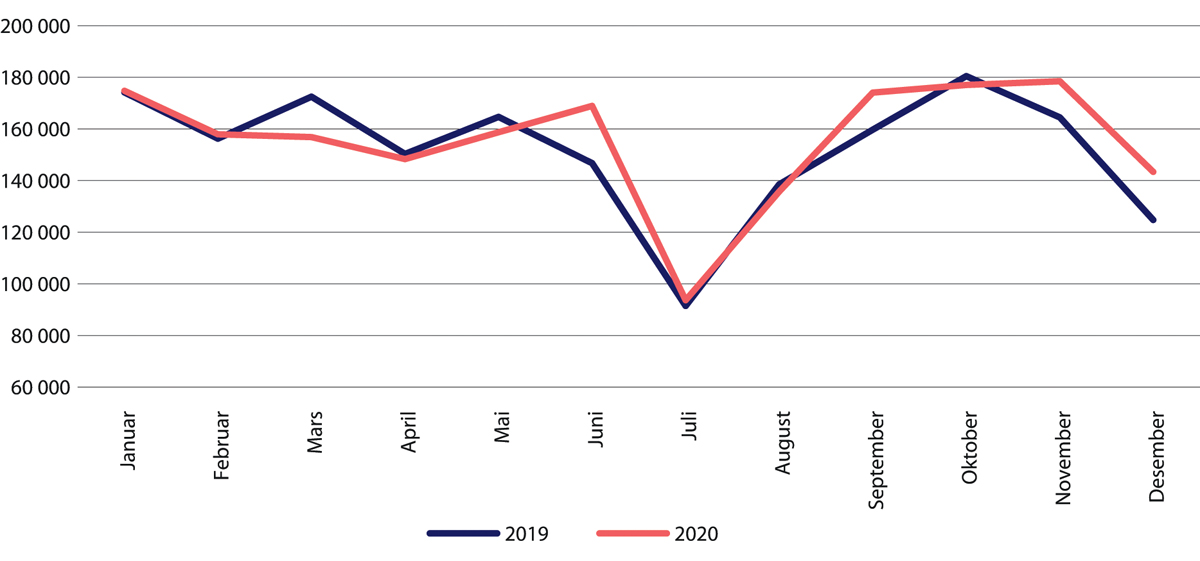 200 000
180 000
160 000
140 000
120 000
100 000
80 000
60 000
Januar
Februar
Mars
April
Mai
Juni
Juli
August
September
Oktober
November
Desember
2019
2020